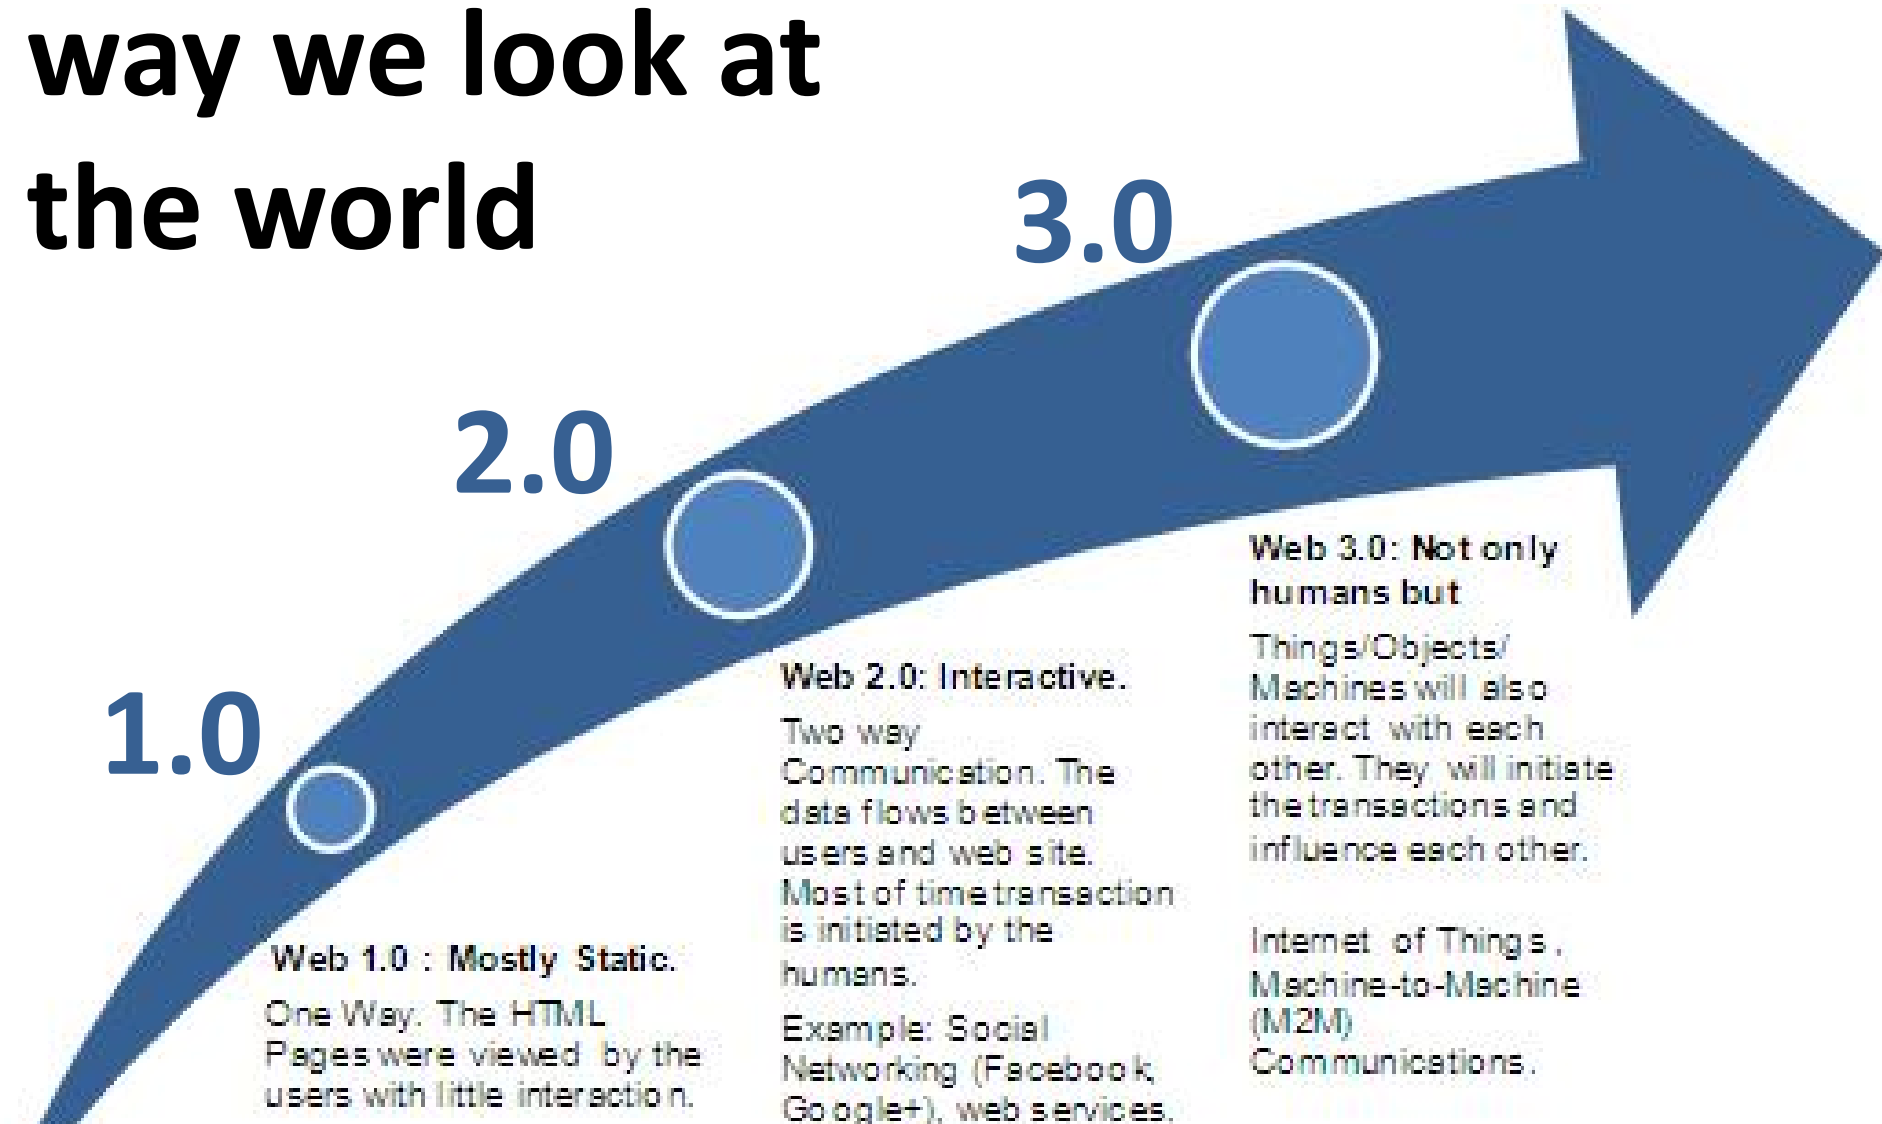 way we look at
the world
3.0
2.0
1.0
Web 1.0 : Mostly Static.
One Way. The HTML
Pages were viewed by the
users with little interaction.
Web 2.0: Interactive.
Two way
Communication. The
data flows between
users and web site.
Most of time transaction
is initiated by the
humans.
Example: Social
Networking (Facebook,
Google+), web services.
Web 3.0: Not only
humans but
Things/Objects/
Machines will also
interact with each
other. They will initiate
the transactions and
influence each other.
Internet of Things,
Machine-to-Machine
(M2M)
Communications.